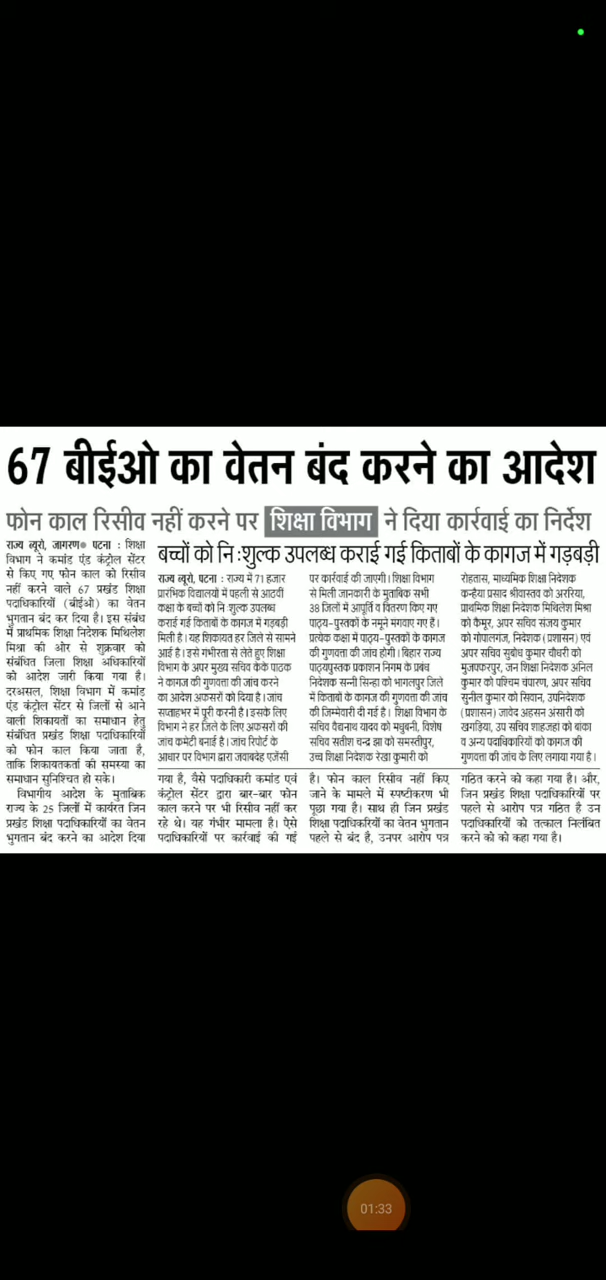 67 बीईओ का वेतन बंद करने का आदेश
फोन काल रिसीव नहीं करने पर शिक्षा विभाग ने दिया कार्रवाई का निर्देश
राज्य ब्यूरो, जागरण● पटना : शिक्षा
विभाग ने कमांड एंड कंट्रोल सेंटर
से किए गए फोन काल को रिसीव
नहीं करने वाले 67 प्रखंड शिक्षा
पदाधिकारियों (बीईओ) का वेतन
भुगतान बंद कर दिया है। इस संबंध
में प्राथमिक शिक्षा निदेशक मिथिलेश
मिश्रा की ओर से शुक्रवार को
संबंधित जिला शिक्षा अधिकारियों
को आदेश जारी किया गया है।
दरअसल, शिक्षा विभाग में कमांड
एंड कंट्रोल सेंटर से जिलों से आने
वाली शिकायतों का समाधान हेतु
संबंधित प्रखंड शिक्षा पदाधिकारियों
को फोन काल किया जाता है,
ताकि शिकायतकर्ता की समस्या का
समाधान सुनिश्चित हो सके।
विभागीय आदेश के मुताबिक
राज्य के 25 जिलों में कार्यरत जिन
प्रखंड शिक्षा पदाधिकारियों का वेतन
भुगतान बंद करने का आदेश दिया
गया है, वैसे पदाधिकारी कमांड एवं
कंट्रोल सेंटर द्वारा बार-बार फोन
काल करने पर भी रिसीव नहीं कर
रहे थे। यह गंभीर मामला है। ऐसे
पदाधिकारियों पर कार्रवाई की गई
है। फोन काल रिसीव नहीं किए
जाने के मामले में स्पष्टीकरण भी
पूछा गया है। साथ ही जिन प्रखंड
शिक्षा पदाधिकरियों का वेतन भुगतान
पहले से बंद है, उनपर आरोप पत्र
गठित करने को कहा गया है। और,
जिन प्रखंड शिक्षा पदाधिकारियों पर
पहले से आरोप पत्र गठित है उन
पदाधिकारियों को तत्काल निलंबित
करने को को कहा गया है।
बच्चों को नि :शुल्क उपलब्ध कराई गई किताबों के कागज में गड़बड़ी
राज्य ब्यूरो, पटना : राज्य में 71 हजार
प्रारंभिक विद्यालयों में पहली से आठवीं
कक्षा के बच्चों को नि :शुल्क उपलब्ध
कराई गई किताबों के कागज में गड़बड़ी
मिली है। यह शिकायत हर जिले से सामने
आई है। इसे गंभीरता से लेते हुए शिक्षा
विभाग के अपर मुख्य सचिव केके पाठक
ने कागज की गुणवत्ता की जांच करने
का आदेश अफसरों को दिया है। जांच
सप्ताहभर में पूरी करनी है। इसके लिए
विभाग ने हर जिले के लिए अफसरों की
जांच कमेटी बनाई है। जांच रिपोर्ट के
आधार पर विभाग द्वारा जवाबदेह एजेंसी
पर कार्रवाई की जाएगी। शिक्षा विभाग
से मिली जानकारी के मुताबिक सभी
38 जिलों में आपूर्ति व वितरण किए गए
पाठ्य-पुस्तकों के नमूने मंगवाए गए हैं।
प्रत्येक कक्षा में पाठ्य-पुस्तकों के कागज
की गुणवत्ता की जांच होगी। बिहार राज्य
पाठ्यपुस्तक प्रकाशन निगम के प्रबंध
निदेशक सन्नी सिन्हा को भागलपुर जिले
में किताबों के कागज की गुणवत्ता की जांच
की जिम्मेवारी दी गई है। शिक्षा विभाग के
सचिव वैद्यनाथ यादव को मधुबनी, विशेष
सचिव सतीश चन्द्र झा को समस्तीपुर,
उच्च शिक्षा निदेशक रेखा कुमारी को
रोहतास, माध्यमिक शिक्षा निदेशक
कन्हैया प्रसाद श्रीवास्तव को अररिया,
प्राथमिक शिक्षा निदेशक मिथिलेश मिश्रा
को कैमूर, अपर सचिव संजय कुमार
को गोपालगंज, निदेशक (प्रशासन) एवं
अपर सचिव सुबोध कुमार चौधरी को
मुजफ्फरपुर, जन शिक्षा निदेशक अनिल
कुमार को पश्चिम चंपारण, अपर सचिव
सुनील कुमार को सिवान, उपनिदेशक
(प्रशासन) जावेद अहसन अंसारी को
खगड़िया, उप सचिव शाहजहां को बांका
व अन्य पदाधिकारियों को कागज की
गुणवत्ता की जांच के लिए लगाया गया है।
01:33